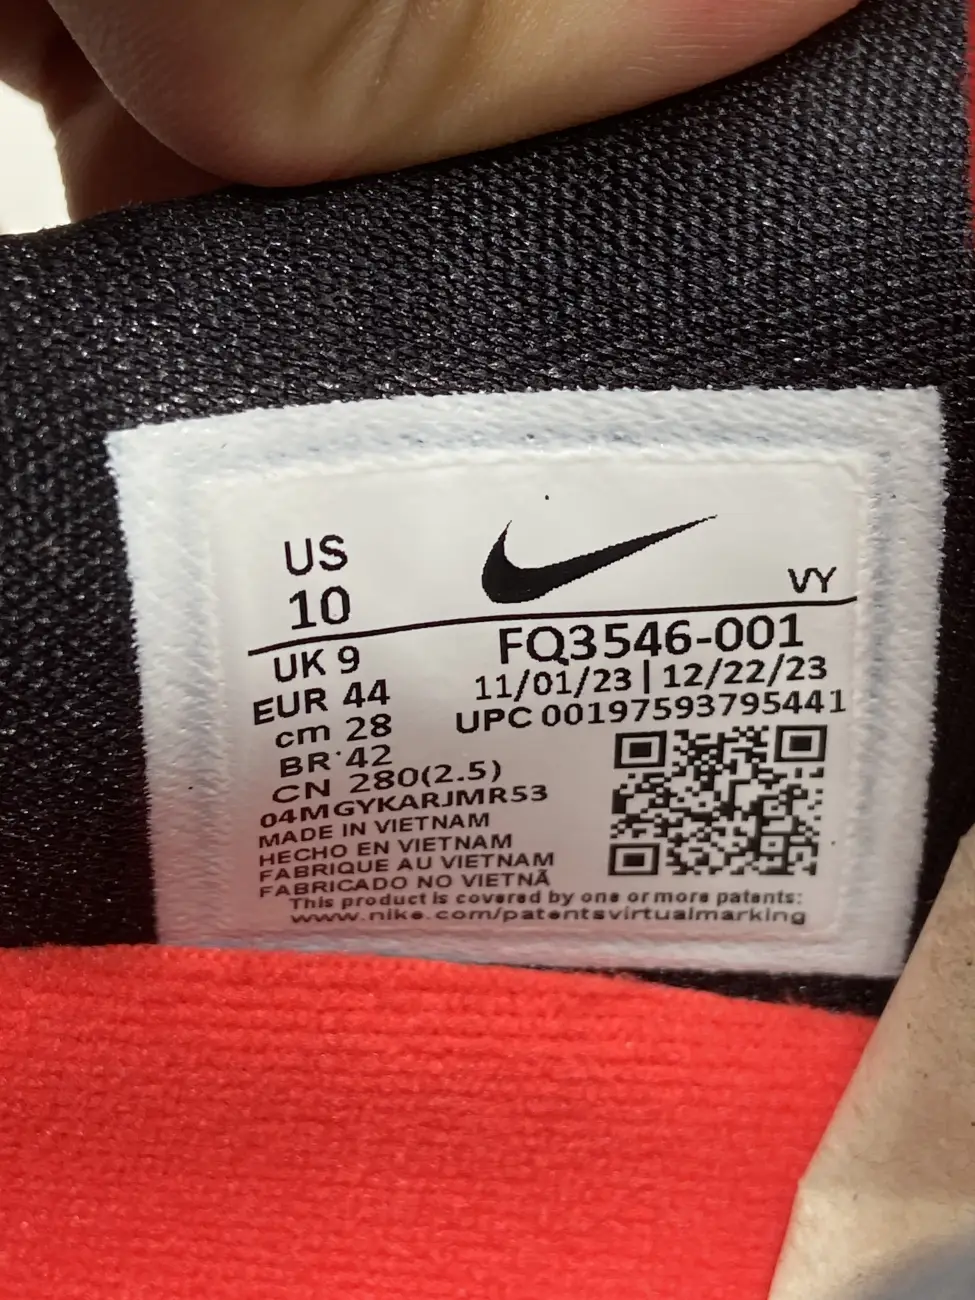 US
10
VY
UK 9
EUR 44
cm 28
BR 42
CN 280(2.5)
04MGYKARJMR53
MADE IN VIETNAM
HECHO EN VIETNAM
FABRIQUE AU VIETNAM
FABRICADO NO VIETNÃ
FQ3546-001
11/01/23 | 12/22/23
UPC 00197593795441
This product is covered by one or more patents:
www.nike.com/patentsvirtualmarking